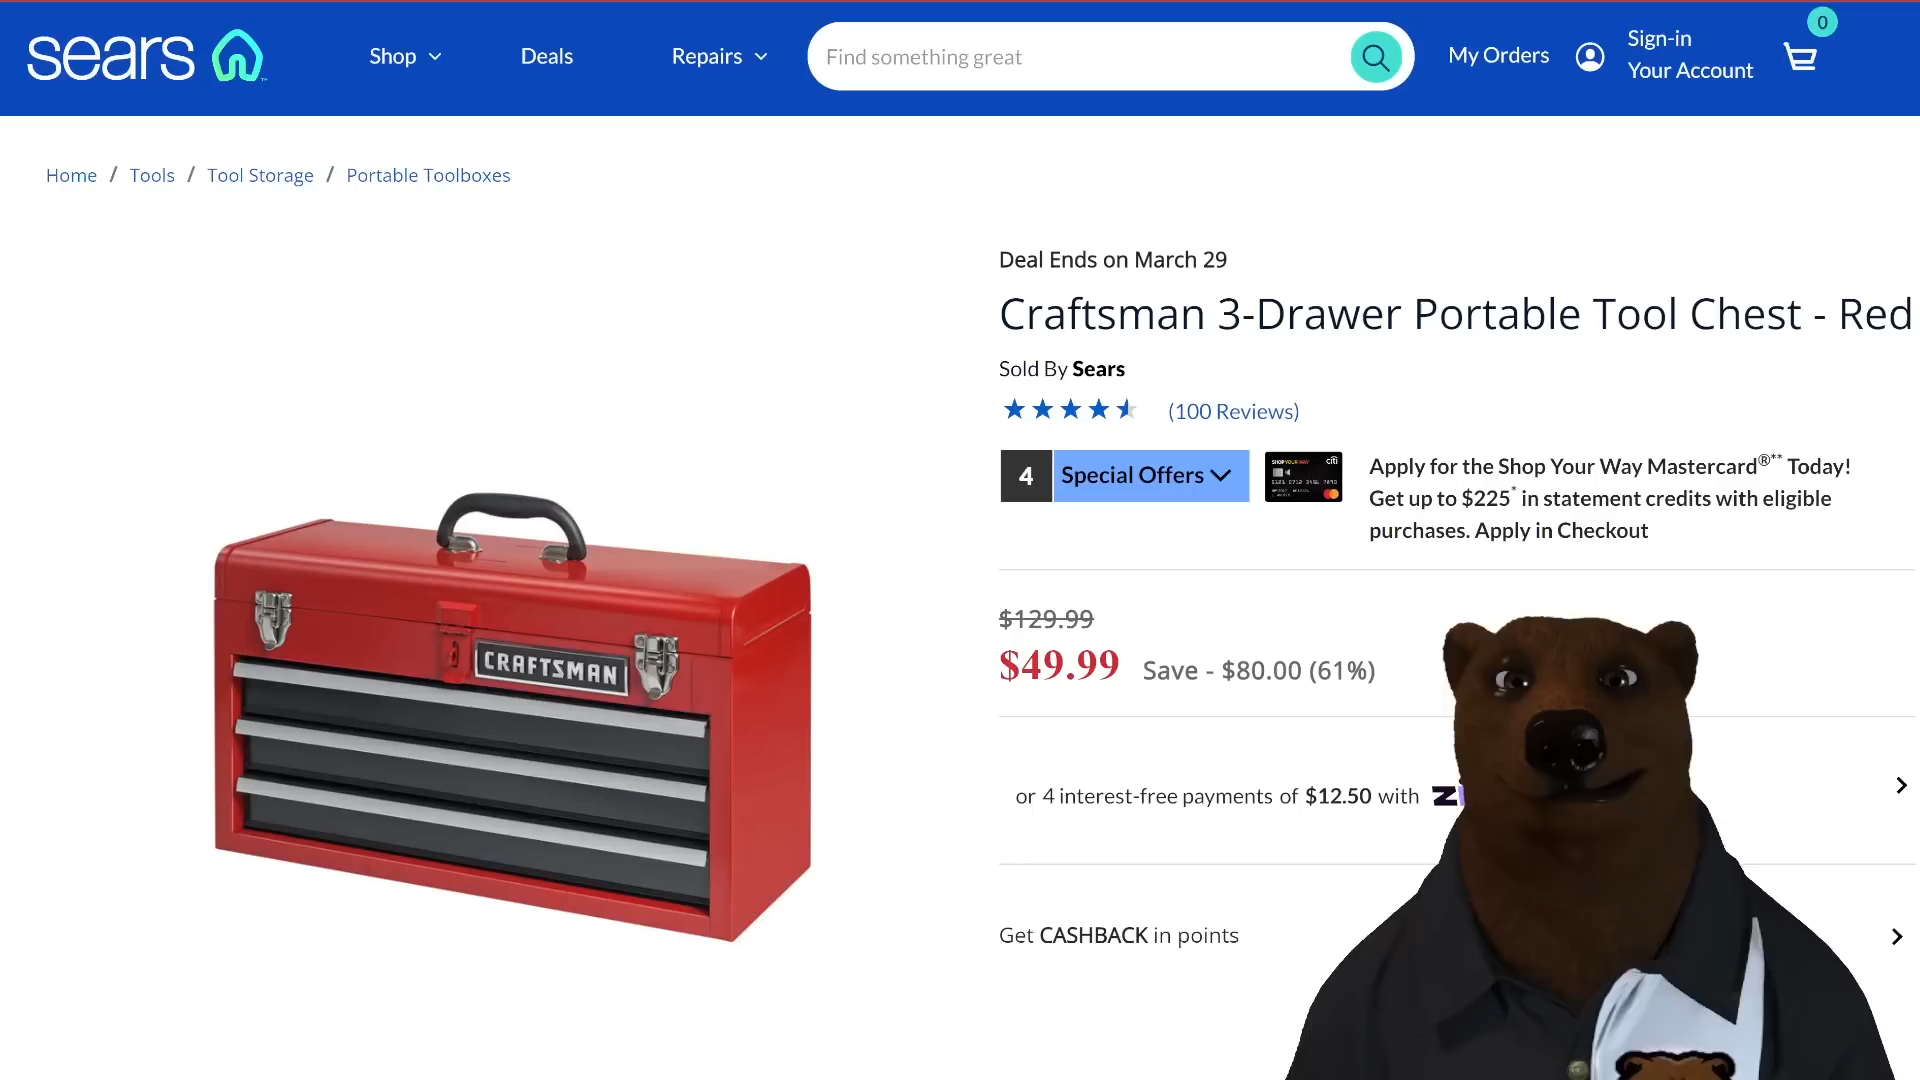 sears
Shop
Deals
Repairs
Find something great
My Orders
Sign-in
Your Account
0
Home / Tools / Tool Storage / Portable Toolboxes
Deal Ends on March 29
Craftsman 3-Drawer Portable Tool Chest - Red
Sold By Sears
(100 Reviews)
4 Special Offers
SHOP YOUR WAY citi
Apply for the Shop Your Way Mastercard®** Today!
Get up to $225* in statement credits with eligible
purchases. Apply in Checkout
CRAFTSMAN
$129.99
$49.99 Save - $80.00 (61%)
or 4 interest-free payments of $12.50 with
Get CASHBACK in points